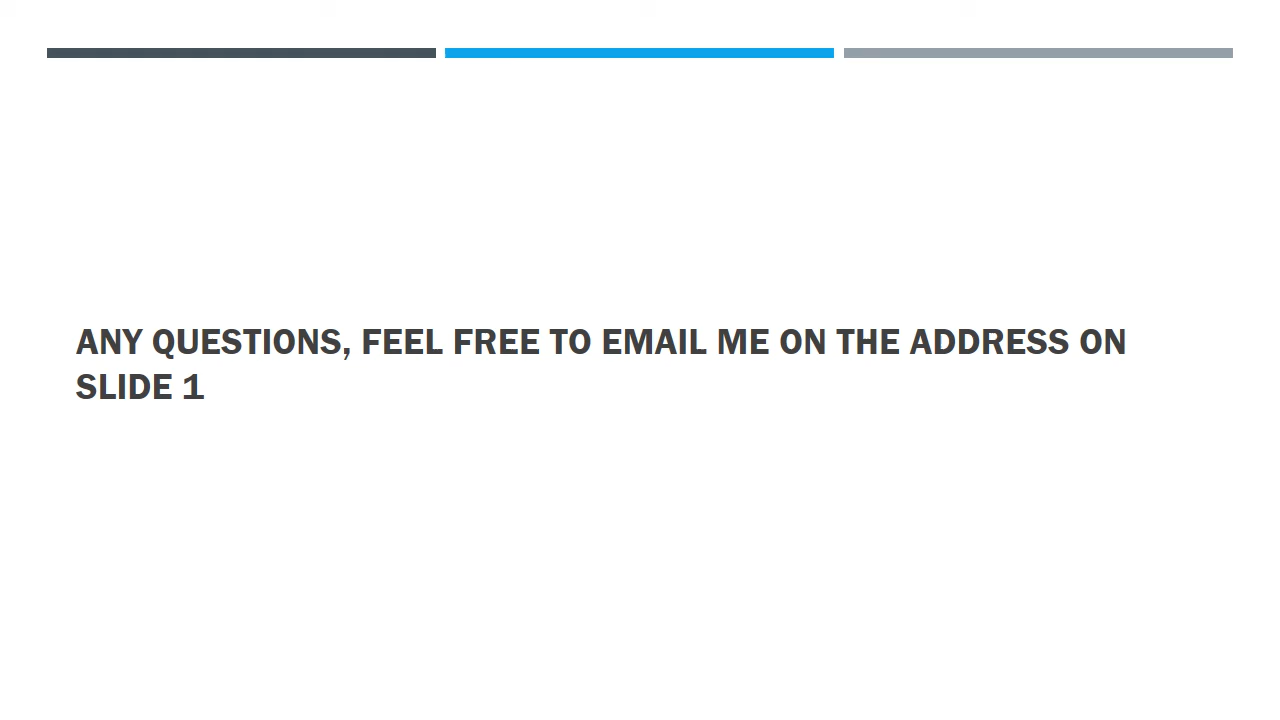 ANY QUESTIONS, FEEL FREE TO EMAIL ME ON THE ADDRESS ON
SLIDE 1